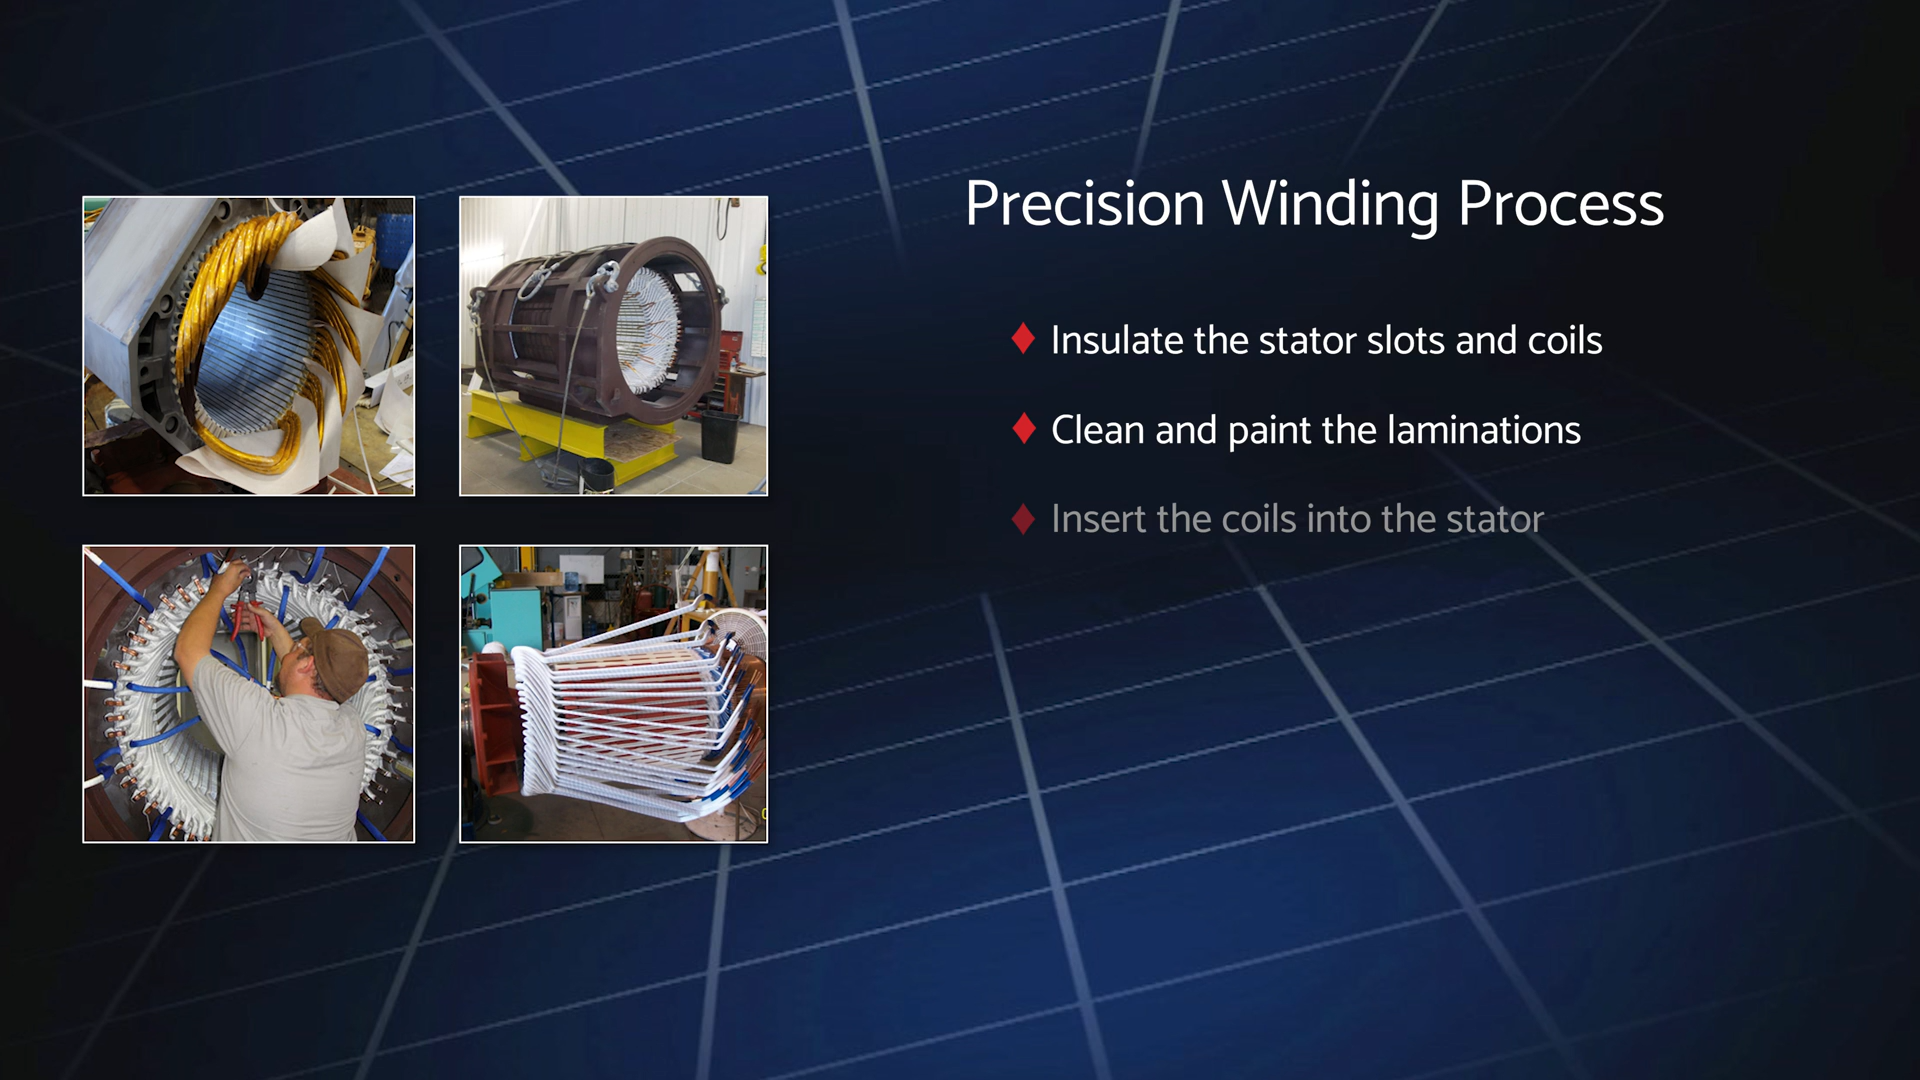 Precision Winding Process
Insulate the stator slots and coils
Clean and paint the laminations
Insert the coils into the stator